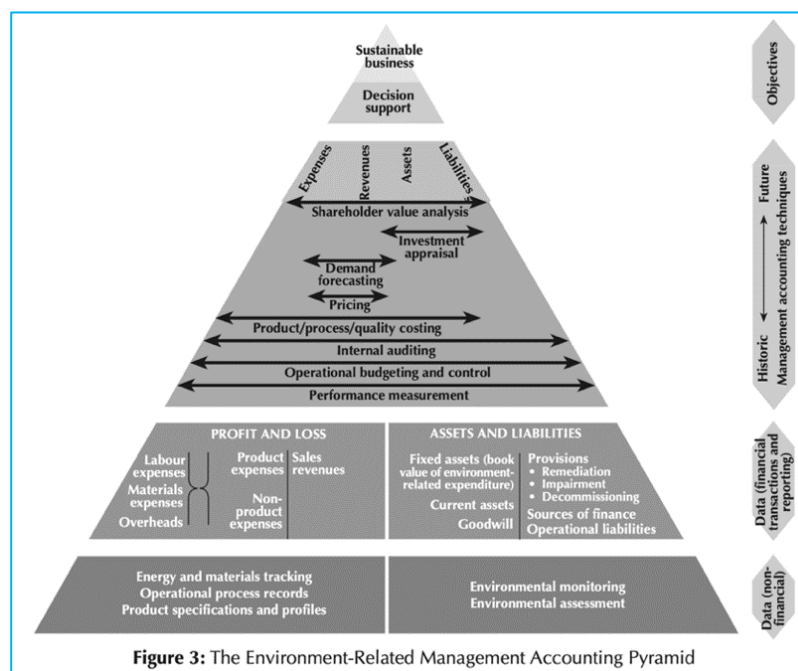 Sustainable
business
Decision
support
Objectives
Expenses
Revenues
Assets
Liabilities
Shareholder value analysis
Investment
appraisal
Demand
forecasting
Pricing
Product/process/quality costing
Internal auditing
Operational budgeting and control
Performance measurement
Historic
Future
Management accounting techniques
PROFIT AND LOSS
Labour
expenses
Materials
expenses
Overheads
Product
expenses
Non-
product
expenses
Sales
revenues
ASSETS AND LIABILITIES
Fixed assets (book
value of environment-
related expenditure)
Current assets
Goodwill
Provisions
• Remediation
• Impairment
• Decommissioning
Sources of finance
Operational liabilities
Data (financial
transactions and
reporting)
Energy and materials tracking
Operational process records
Product specifications and profiles
Environmental monitoring
Environmental assessment
Data (non-
financial)
Figure 3: The Environment-Related Management Accounting Pyramid